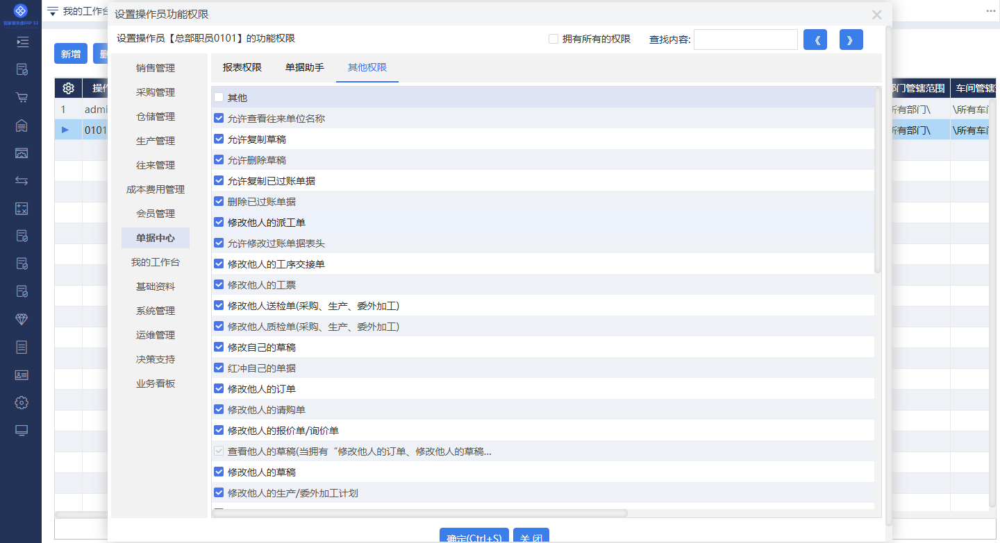 管家婆天成ERP S3
我的工作台
设置操作员功能权限
设置操作员【总部职员0101】的功能权限
拥有所有的权限
查找内容:
《
》
新增
销售管理
采购管理
仓储管理
生产管理
往来管理
成本费用管理
会员管理
单据中心
我的工作台
基础资料
系统管理
运维管理
决策支持
业务看板
报表权限
单据助手
其他权限
其他
允许查看往来单位名称
允许复制草稿
允许删除草稿
允许复制已过账单据
删除已过账单据
修改他人的派工单
允许修改过账单据表头
修改他人的工序交接单
修改他人的工票
修改他人送检单(采购、生产、委外加工)
修改他人质检单(采购、生产、委外加工)
修改自己的草稿
红冲自己的单据
修改他人的订单
修改他人的请购单
修改他人的报价单/询价单
查看他人的草稿(当拥有“修改他人的订单、修改他人的草稿...
修改他人的草稿
修改他人的生产/委外加工计划
操作
部门管辖范围
车间管辖
1
admi
所有部门\
\所有车间
0101
所有部门\
\所有车间
确定(Ctrl+S)
关 闭